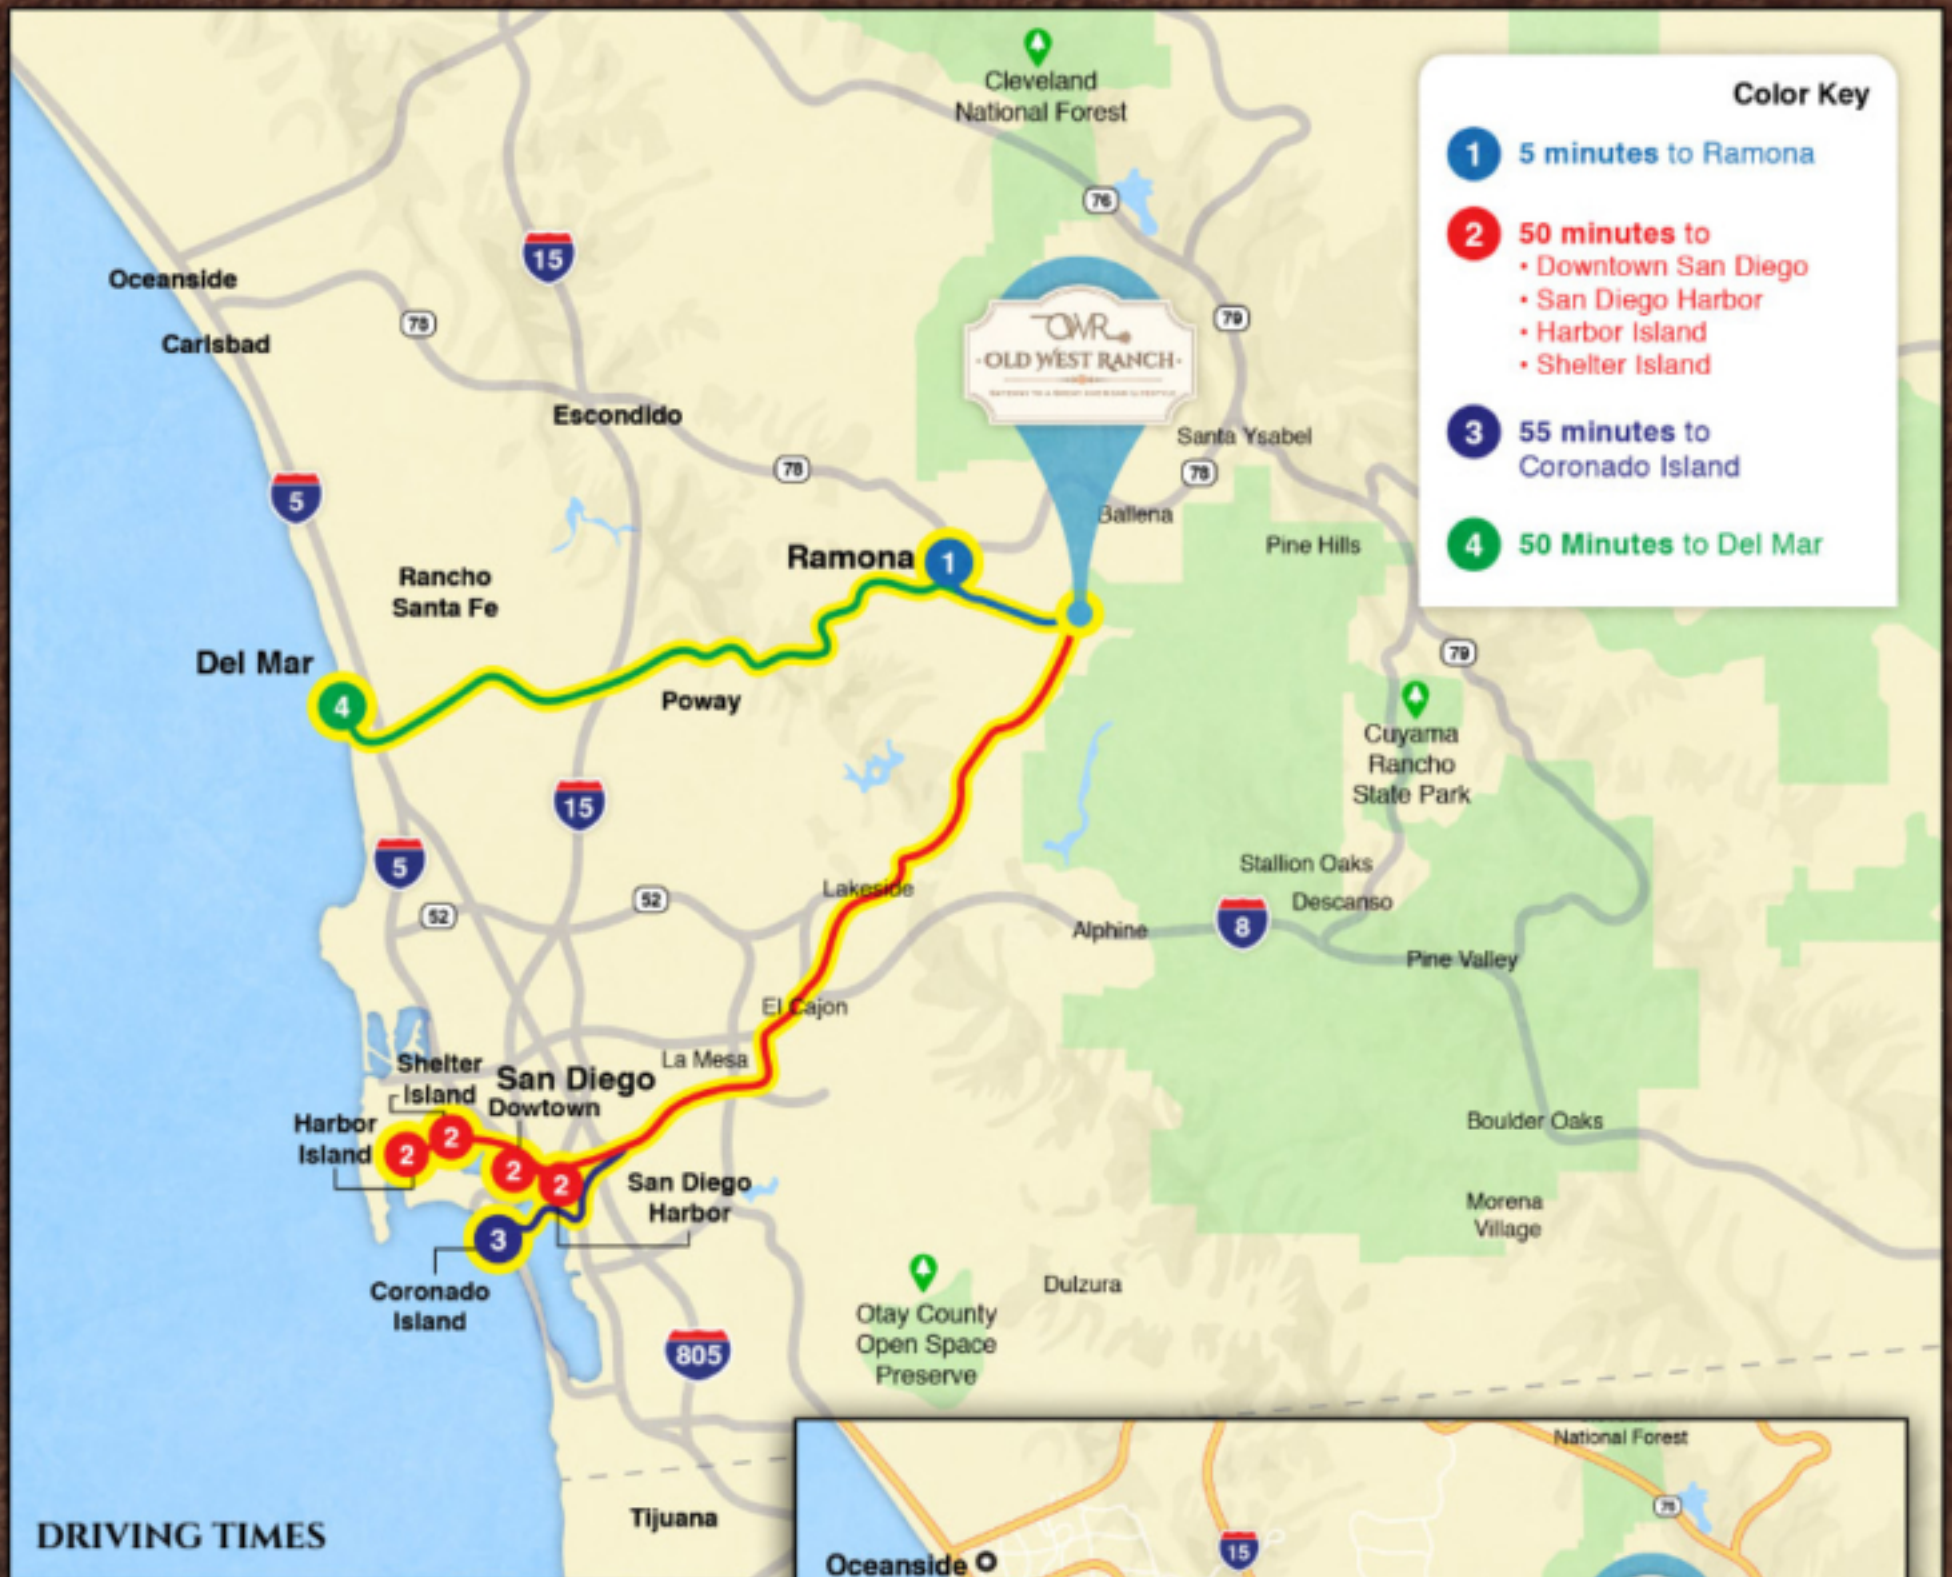 Cleveland
National Forest
Color Key
1 5 minutes to Ramona
2 50 minutes to
• Downtown San Diego
• San Diego Harbor
• Harbor Island
• Shelter Island
3 55 minutes to
Coronado Island
4 50 Minutes to Del Mar
76
15
Oceanside
78
79
Carlsbad
OWR
·OLD WEST RANCH·
Escondido
Santa Ysabel
78
78
5
Ballena
Pine Hills
Ramona 1
Rancho
Santa Fe
Del Mar
4
Poway
79
Cuyama
Rancho
State Park
15
5
Stallion Oaks
Lakeside
52
52
Descanso
8
Alphine
Pine Valley
El Cajon
La Mesa
Shelter
Island
San Diego
Dowtown
Harbor
Island
2
2
2
2
Boulder Oaks
San Diego
Harbor
Morena
Village
3
Coronado
Island
Dulzura
Otay County
Open Space
Preserve
805
National Forest
76
Tijuana
DRIVING TIMES
15
Oceanside